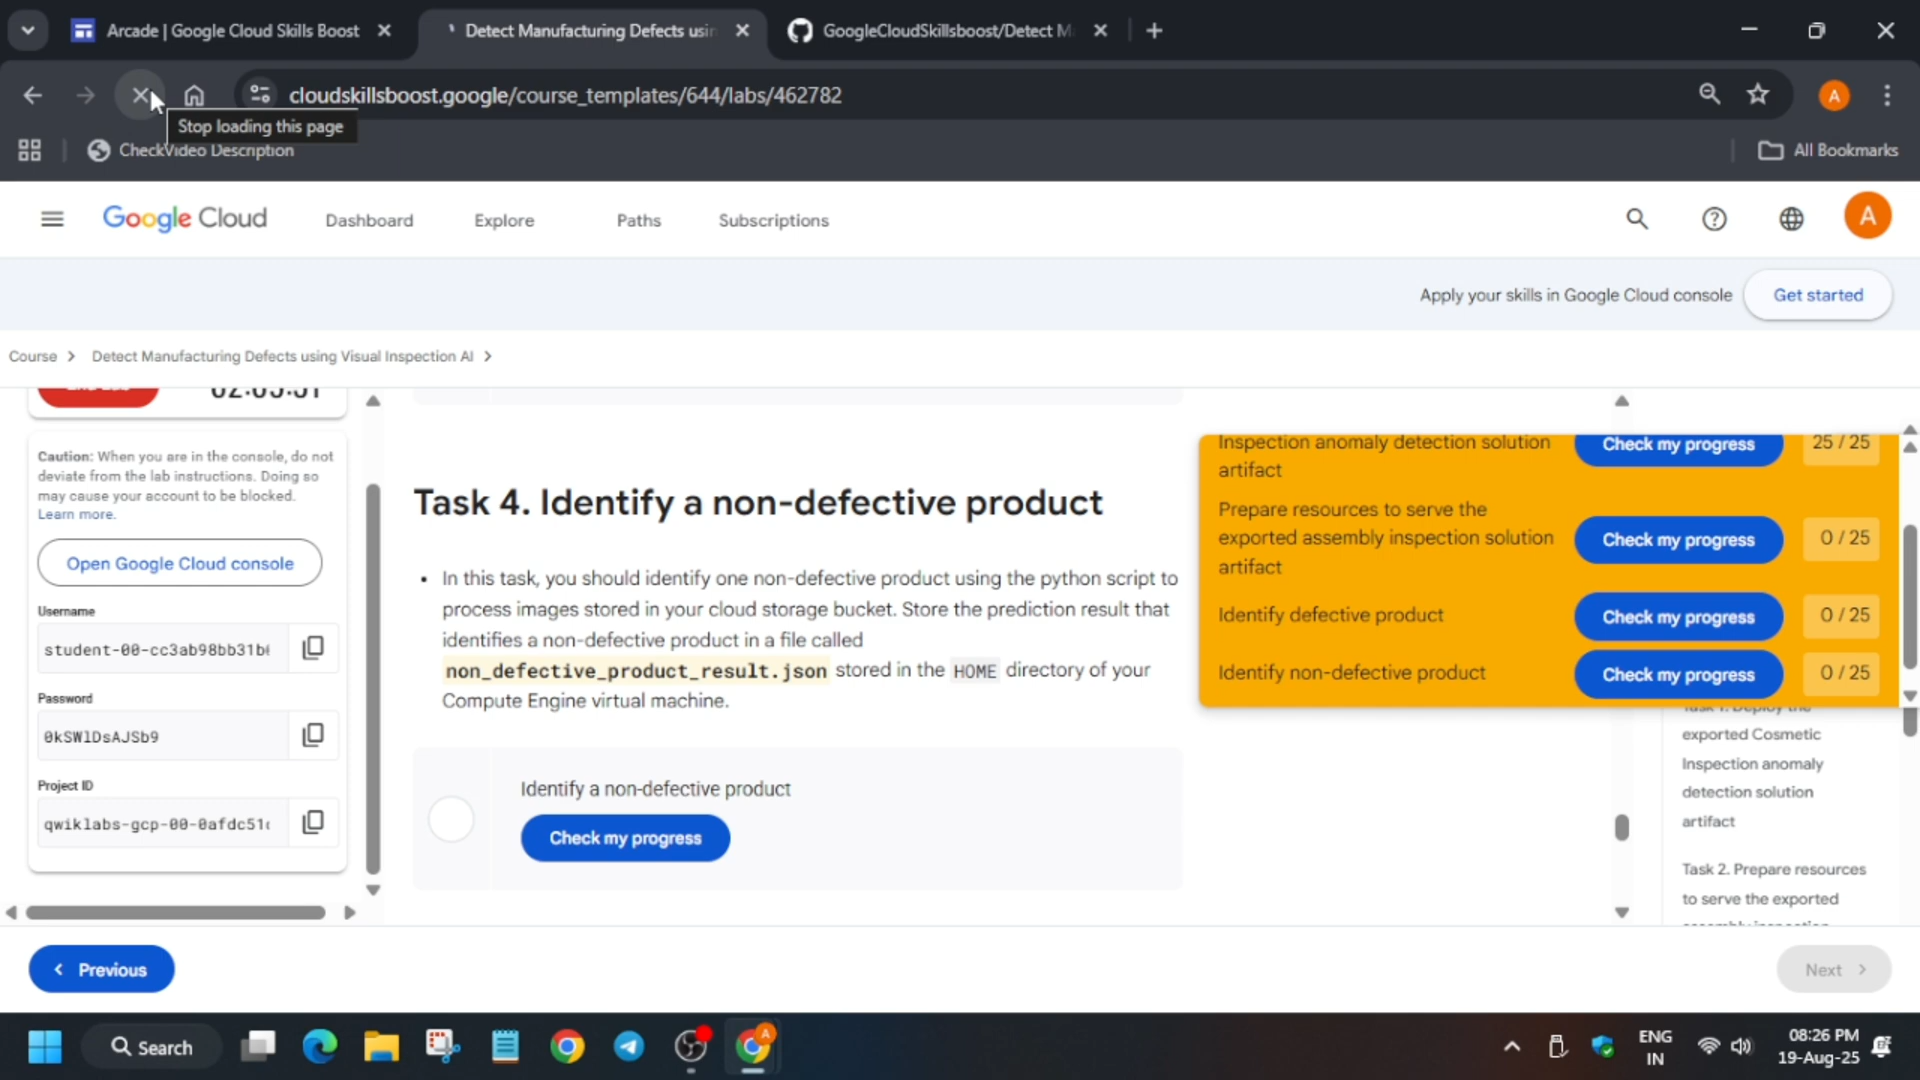 Arcade | Google Cloud Skills Boost
Detect Manufacturing Defects usin
GoogleCloudSkillsboost/Detect M
cloudskillsboost.google/course_templates/644/labs/462782
A
Stop loading this page
CheckVideo Description
All Bookmarks
Google Cloud
Dashboard
Explore
Paths
Subscriptions
A
Apply your skills in Google Cloud console
Get started
Course
Detect Manufacturing Defects using Visual Inspection AI
Caution: When you are in the console, do not
deviate from the lab instructions. Doing so
may cause your account to be blocked.
Learn more.
Open Google Cloud console
Username
student-00-cc3ab98bb31b
Password
0kSWlDsAJSb9
Project ID
qwiklabs-gcp-00-0afdc51
Task 4. Identify a non-defective product
• In this task, you should identify one non-defective product using the python script to
process images stored in your cloud storage bucket. Store the prediction result that
identifies a non-defective product in a file called
non_defective_product_result.json stored in the HOME directory of your
Compute Engine virtual machine.
Identify a non-defective product
Check my progress
Inspection anomaly detection solution
artifact
Check my progress
25 / 25
Prepare resources to serve the
exported assembly inspection solution
artifact
Check my progress
0 / 25
Identify defective product
Check my progress
0 / 25
Identify non-defective product
Check my progress
0 / 25
Task 1. Deploy the
exported Cosmetic
Inspection anomaly
detection solution
artifact
Task 2. Prepare resources
to serve the exported
Previous
Next
Search
A
ENG
IN
08:26 PM
19-Aug-25